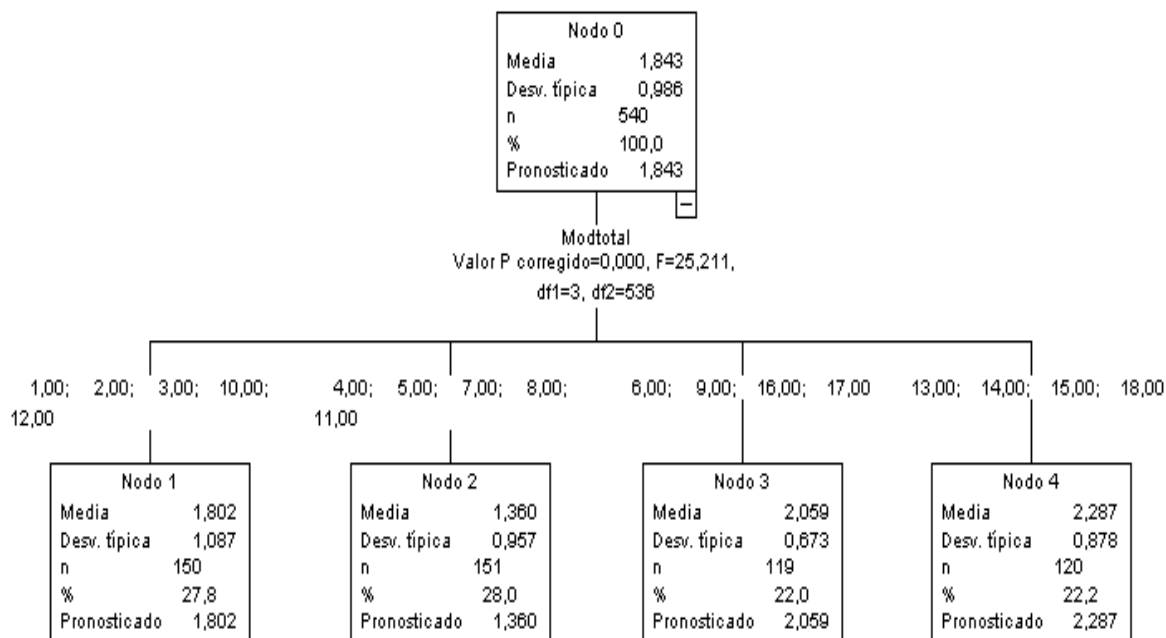 Nodo 0
Media 1,843
Desv. típica 0,986
n 540
% 100,0
Pronosticado 1,843
Modtotal
Valor P corregido=0,000, F=25,211,
df1=3, df2=536
1,00; 2,00; 3,00; 10,00;
12,00
4,00; 5,00; 7,00; 8,00;
11,00
6,00; 9,00; 16,00; 17,00
13,00; 14,00; 15,00; 18,00
Nodo 1
Media 1,802
Desv. típica 1,087
n 150
% 27,8
Pronosticado 1,802
Nodo 2
Media 1,360
Desv. típica 0,957
n 151
% 28,0
Pronosticado 1,360
Nodo 3
Media 2,059
Desv. típica 0,673
n 119
% 22,0
Pronosticado 2,059
Nodo 4
Media 2,287
Desv. típica 0,878
n 120
% 22,2
Pronosticado 2,287